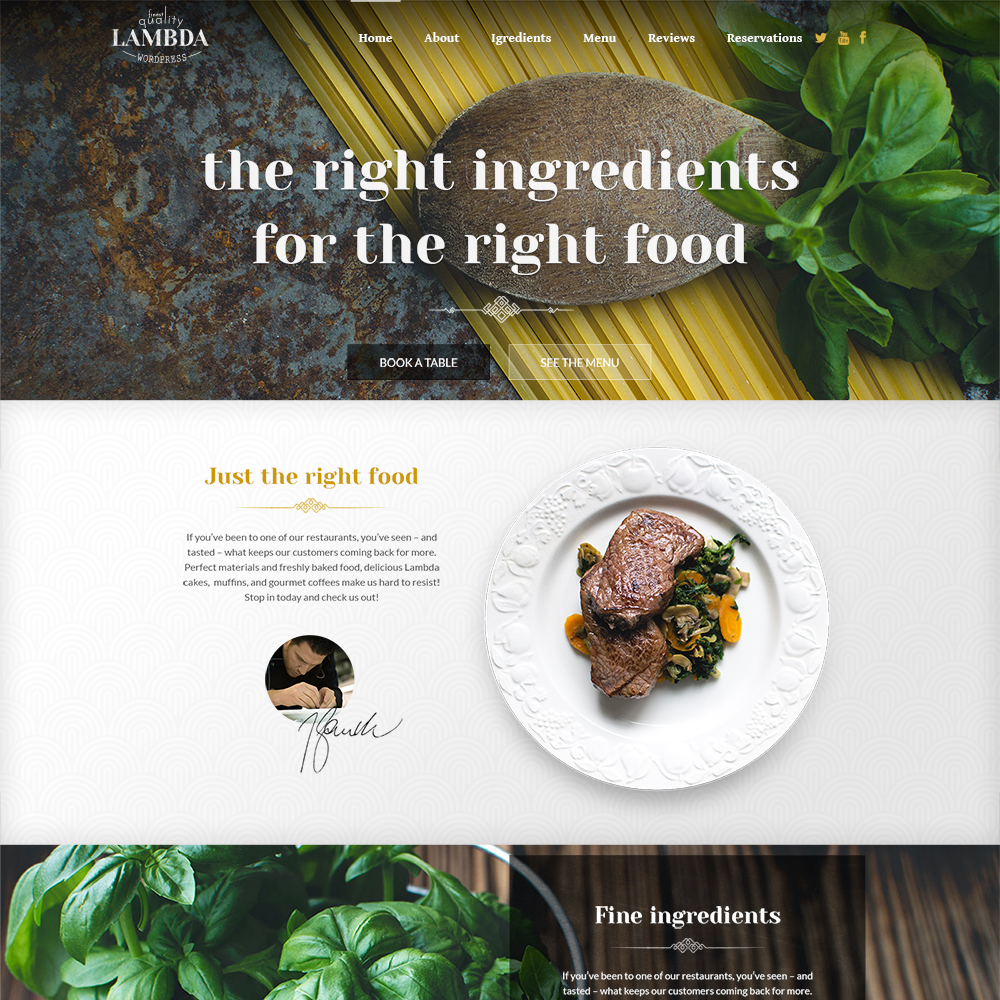 finest
quality
LAMBDA
WORDPRESS
Home About Igredients Menu Reviews Reservations
the right ingredients
for the right food
BOOK A TABLE SEE THE MENU
Just the right food
If you've been to one of our restaurants, you've seen – and
tasted – what keeps our customers coming back for more.
Perfect materials and freshly baked food, delicious Lambda
cakes, muffins, and gourmet coffees make us hard to resist!
Stop in today and check us out!
Fine ingredients
If you've been to one of our restaurants, you've seen – and
tasted – what keeps our customers coming back for more.